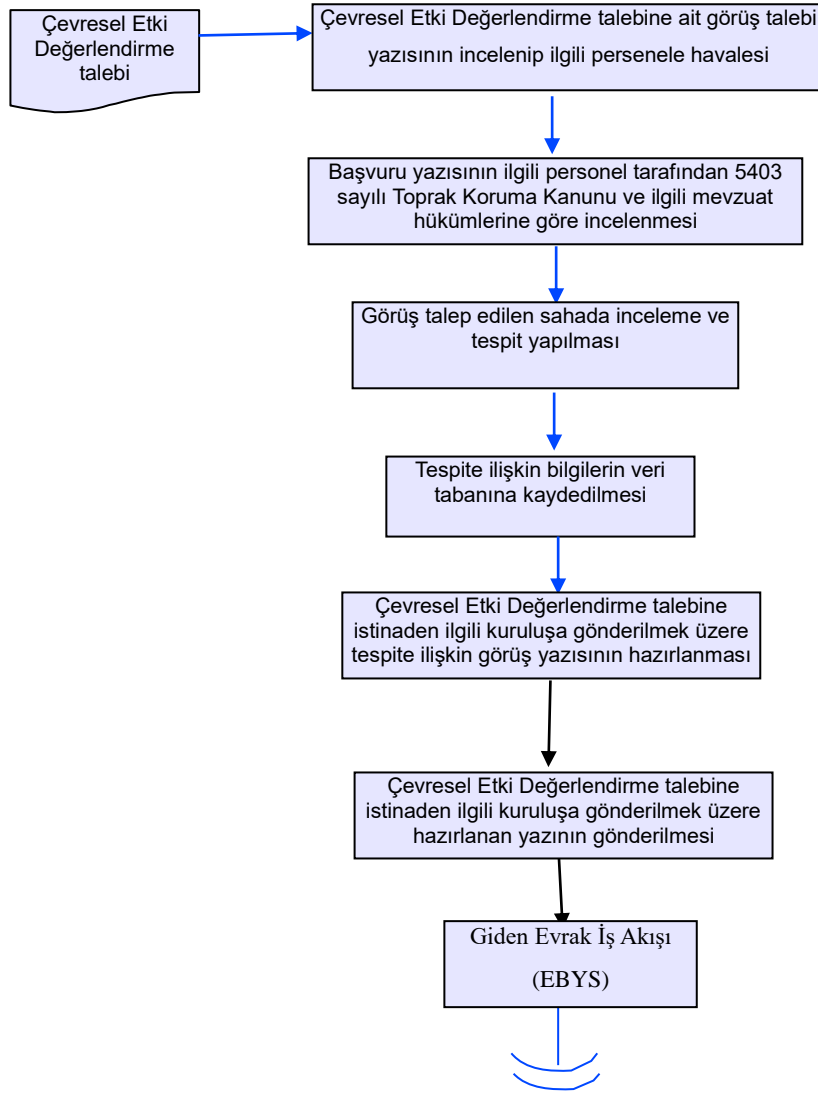 Çevresel Etki
Değerlendirme
talebi
Çevresel Etki Değerlendirme talebine ait görüş talebi
yazısının incelenip ilgili persenele havalesi
Başvuru yazısının ilgili personel tarafından 5403
sayılı Toprak Koruma Kanunu ve ilgili mevzuat
hükümlerine göre incelenmesi
Görüş talep edilen sahada inceleme ve
tespit yapılması
Tespite ilişkin bilgilerin veri
tabanına kaydedilmesi
Çevresel Etki Değerlendirme talebine
istinaden ilgili kuruluşa gönderilmek üzere
tespite ilişkin görüş yazısının hazırlanması
Çevresel Etki Değerlendirme talebine
istinaden ilgili kuruluşa gönderilmek üzere
hazırlanan yazının gönderilmesi
Giden Evrak İş Akışı
(EBYS)